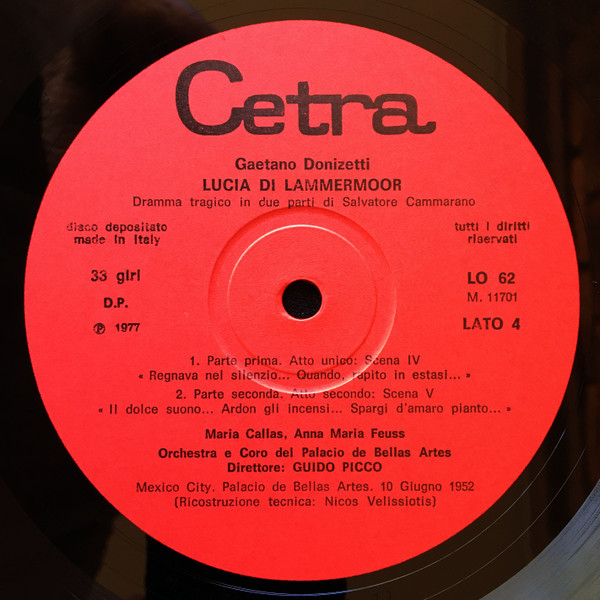 Cetra
Gaetano Donizetti
LUCIA DI LAMMERMOOR
Dramma tragico in due parti di Salvatore Cammarano
disco depositato
made in Italy
tutti i diritti
riservati
33 giri
D.P.
℗ 1977
LO 62
M. 11701
LATO 4
1. Parte prima. Atto unico: Scena IV
« Regnava nel silenzio... Quando, rapito in estasi... »
2. Parte seconda. Atto secondo: Scena V
« Il dolce suono... Ardon gli incensi... Spargi d'amaro pianto... »
Maria Callas, Anna Maria Feuss
Orchestra e Coro del Palacio de Bellas Artes
Direttore: GUIDO PICCO
Mexico City. Palacio de Bellas Artes. 10 Giugno 1952
(Ricostruzione tecnica: Nicos Velissiotis)